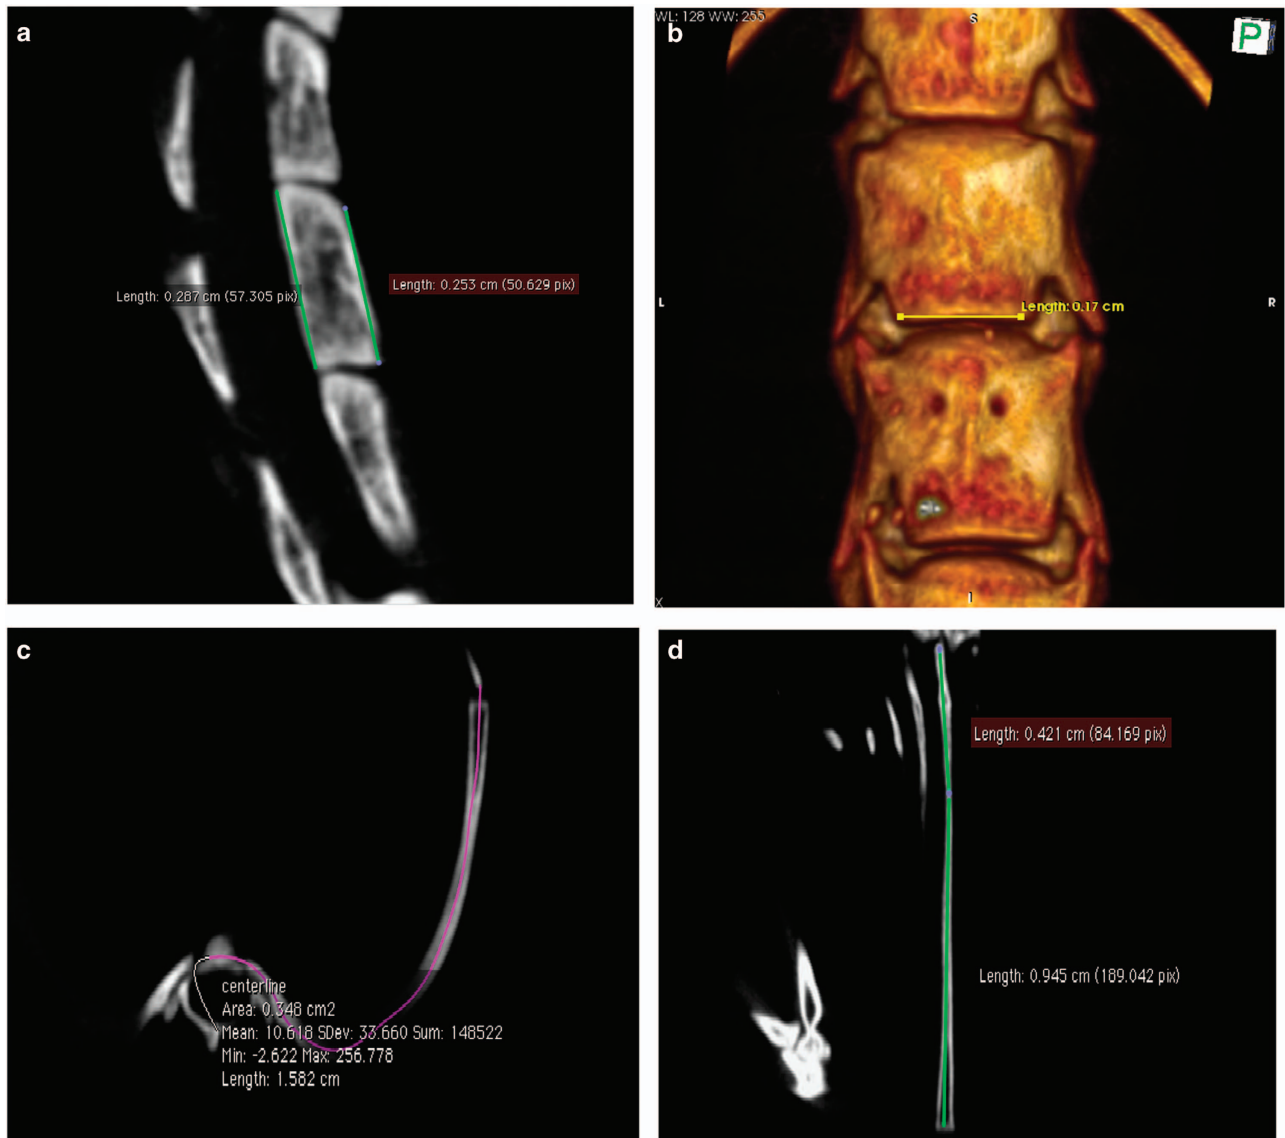 a
Length: 0.287 cm (57.305 pix)
Length: 0.253 cm (50.629 pix)
WL: 128 WW: 255
b
S
P
L
R
Length: 0.17 cm
X
I
c
centerline
Area: 0.348 cm2
Mean: 10.618 SDev: 33.660 Sum: 148522
Min: -2.622 Max: 256.778
Length: 1.582 cm
d
Length: 0.421 cm (84.169 pix)
Length: 0.945 cm (189.042 pix)